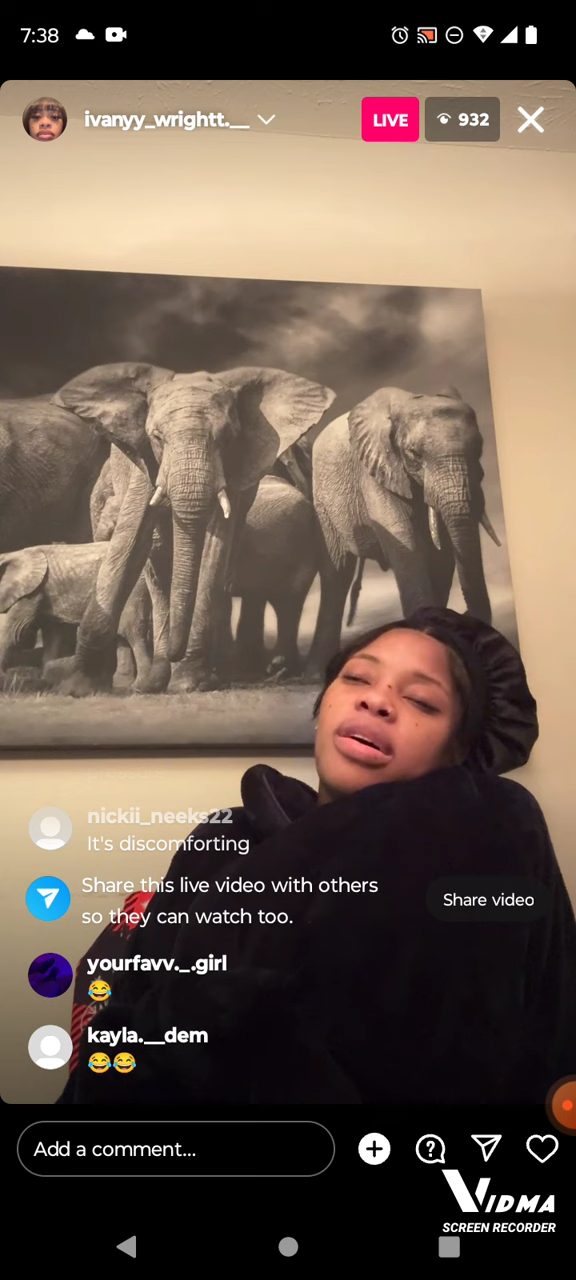 7:38
ivanyy_wrightt.__
LIVE
932
nickii_neeks22
It's discomforting
Share this live video with others
so they can watch too.
Share video
yourfavv._.girl
😂
kayla.__dem
😂😂
Add a comment...
VIDMA
SCREEN RECORDER